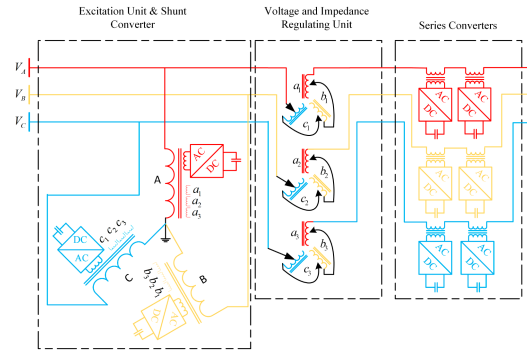 Excitation Unit & Shunt
Converter
Voltage and Impedance
Regulating Unit
Series Converters
V_A
V_B
V_C
a_1
b_1
c_1
a_2
b_2
c_2
a_3
b_3
c_3
AC
DC
AC
DC
AC
DC
AC
DC
AC
DC
AC
DC
A
AC
DC
a_1
a_2
a_3
c_1 c_2 c_3
DC
AC
C
B
b_3 b_2 b_1
AC
DC